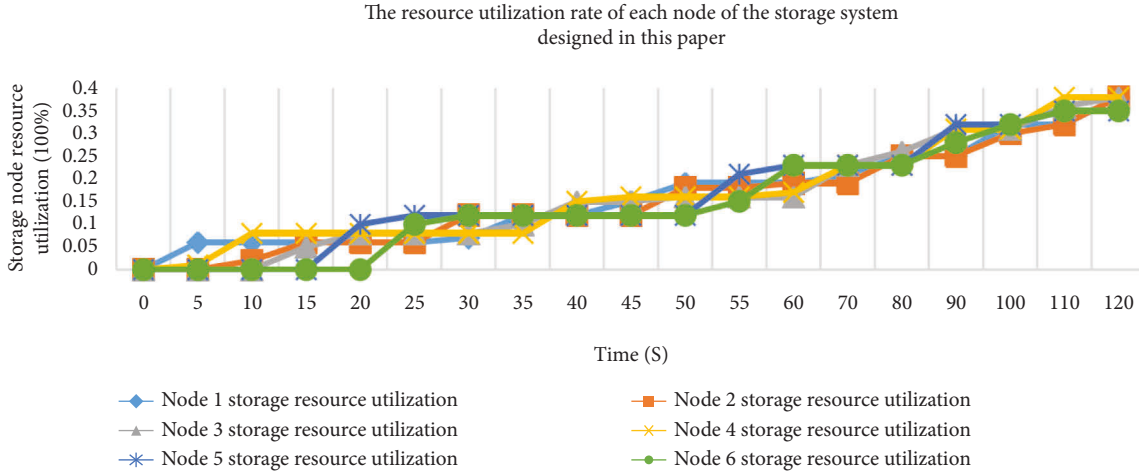 The resource utilization rate of each node of the storage system
designed in this paper
Storage node resource
utilization (100%)
0.4
0.35
0.3
0.25
0.2
0.15
0.1
0.05
0
0 5 10 15 20 25 30 35 40 45 50 55 60 70 80 90 100 110 120
Time (S)
Node 1 storage resource utilization
Node 2 storage resource utilization
Node 3 storage resource utilization
Node 4 storage resource utilization
Node 5 storage resource utilization
Node 6 storage resource utilization